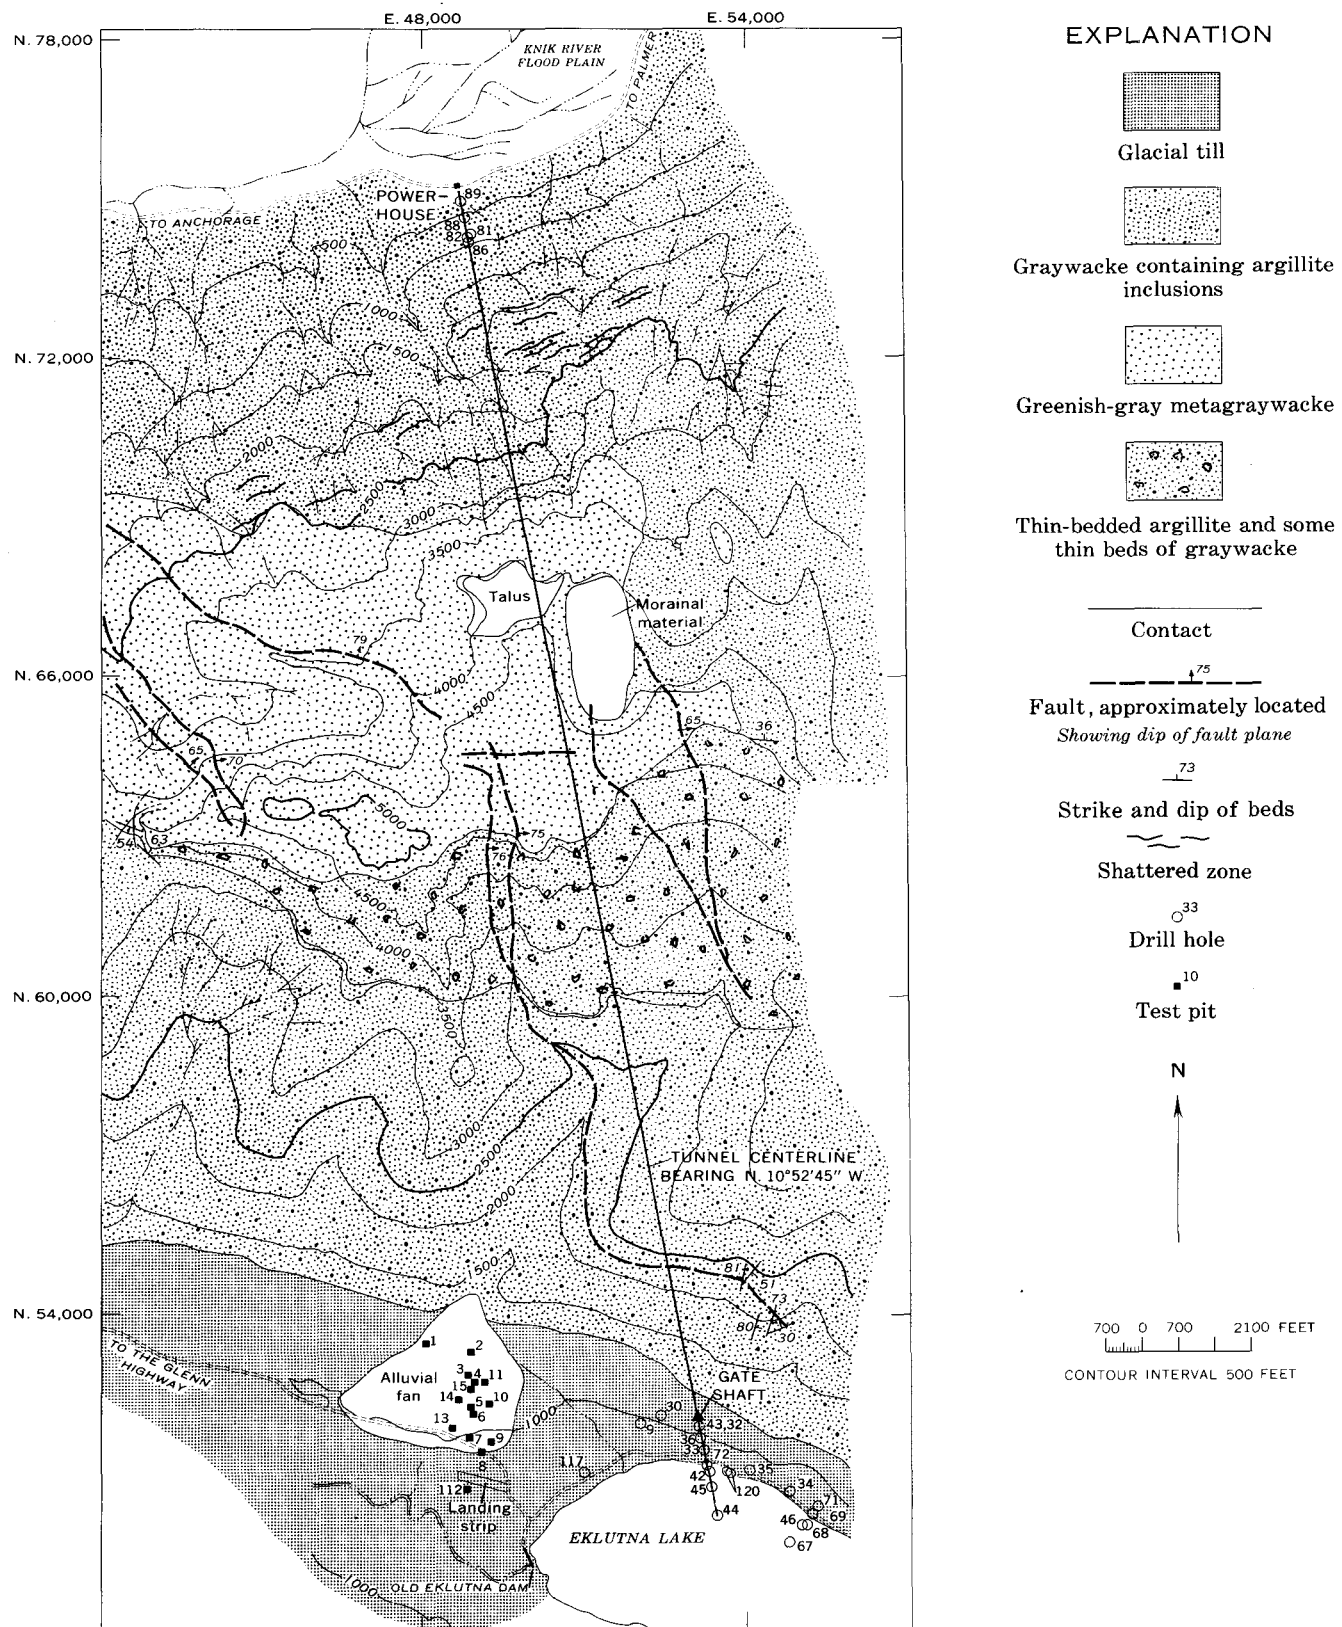 E. 48,000
E. 54,000
N. 78,000
KNIK RIVER
FLOOD PLAIN
TO PALMER
POWER-
HOUSE
89
88
81
82
86
TO ANCHORAGE
500
1000
1500
N. 72,000
2000
2500
3000
3500
Talus
Morainal
material
79
N. 66,000
4000
4500
65
36
65
70
5000
75
76
54
63
4500
4000
N. 60,000
3500
3000
2500
2000
TUNNEL CENTERLINE
BEARING N. 10°52'45" W.
1500
81
51
73
80
30
N. 54,000
TO THE GLENN
HIGHWAY
1
2
3
4
11
15
Alluvial
fan
14
5
10
6
13
7
9
8
1000
GATE
SHAFT
30
9
43,32
36
33
72
117
42
35
120
45
34
112
44
71
69
46
68
67
Landing
strip
EKLUTNA LAKE
OLD EKLUTNA DAM
1000
EXPLANATION
Glacial till
Graywacke containing argillite
inclusions
Greenish-gray metagraywacke
Thin-bedded argillite and some
thin beds of graywacke
Contact
75
Fault, approximately located
Showing dip of fault plane
73
Strike and dip of beds
Shattered zone
33
Drill hole
10
Test pit
N
700 0 700 2100 FEET
CONTOUR INTERVAL 500 FEET